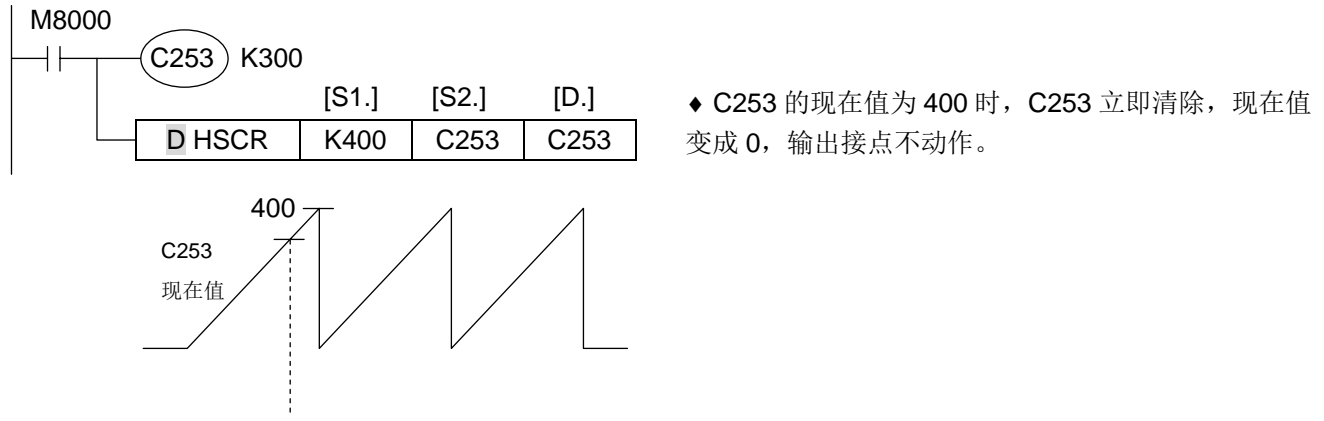 M8000
C253 K300
[S1.] [S2.] [D.]
D HSCR K400 C253 C253
♦ C253 的现在值为 400 时，C253 立即清除，现在值
变成 0，输出接点不动作。
400
C253
现在值